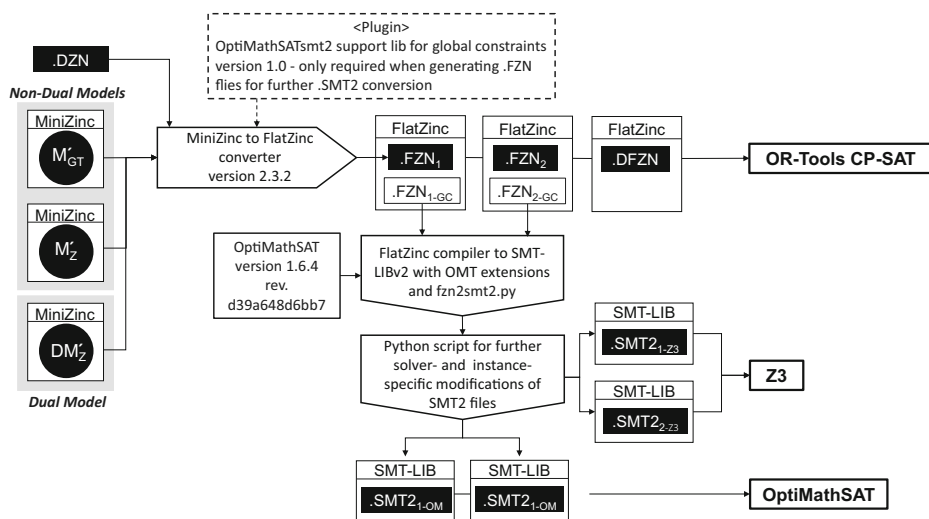 <Plugin>
OptiMathSATsmt2 support lib for global constraints
version 1.0 - only required when generating .FZN
flies for further .SMT2 conversion
.DZN
Non-Dual Models
MiniZinc
M′GT
MiniZinc
M′Z
MiniZinc
DM′Z
Dual Model
MiniZinc to FlatZinc
converter
version 2.3.2
FlatZinc
.FZN1
.FZN1-GC
FlatZinc
.FZN2
.FZN2-GC
FlatZinc
.DFZN
OR-Tools CP-SAT
OptiMathSAT
version 1.6.4
rev.
d39a648d6bb7
FlatZinc compiler to SMT-
LIBv2 with OMT extensions
and fzn2smt2.py
Python script for further
solver- and instance-
specific modifications of
SMT2 files
SMT-LIB
.SMT21-Z3
SMT-LIB
.SMT22-Z3
Z3
SMT-LIB
.SMT21-OM
SMT-LIB
.SMT21-OM
OptiMathSAT